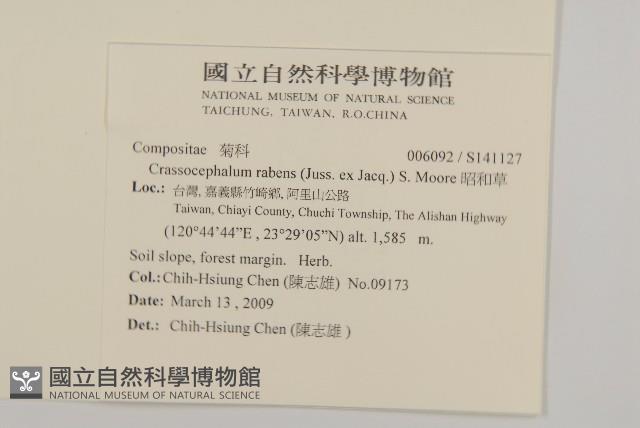 國立自然科學博物館
NATIONAL MUSEUM OF NATURAL SCIENCE
TAICHUNG, TAIWAN, R.O.CHINA
Compositae 菊科 006092 / S141127
Crassocephalum rabens (Juss. ex Jacq.) S. Moore 昭和草
Loc.: 台灣, 嘉義縣竹崎鄉, 阿里山公路
Taiwan, Chiayi County, Chuchi Township, The Alishan Highway
(120°44'44"E , 23°29'05"N) alt. 1,585 m.
Soil slope, forest margin. Herb.
Col.: Chih-Hsiung Chen (陳志雄) No.09173
Date: March 13 , 2009
Det.: Chih-Hsiung Chen (陳志雄 )
國立自然科學博物館
NATIONAL MUSEUM OF NATURAL SCIENCE